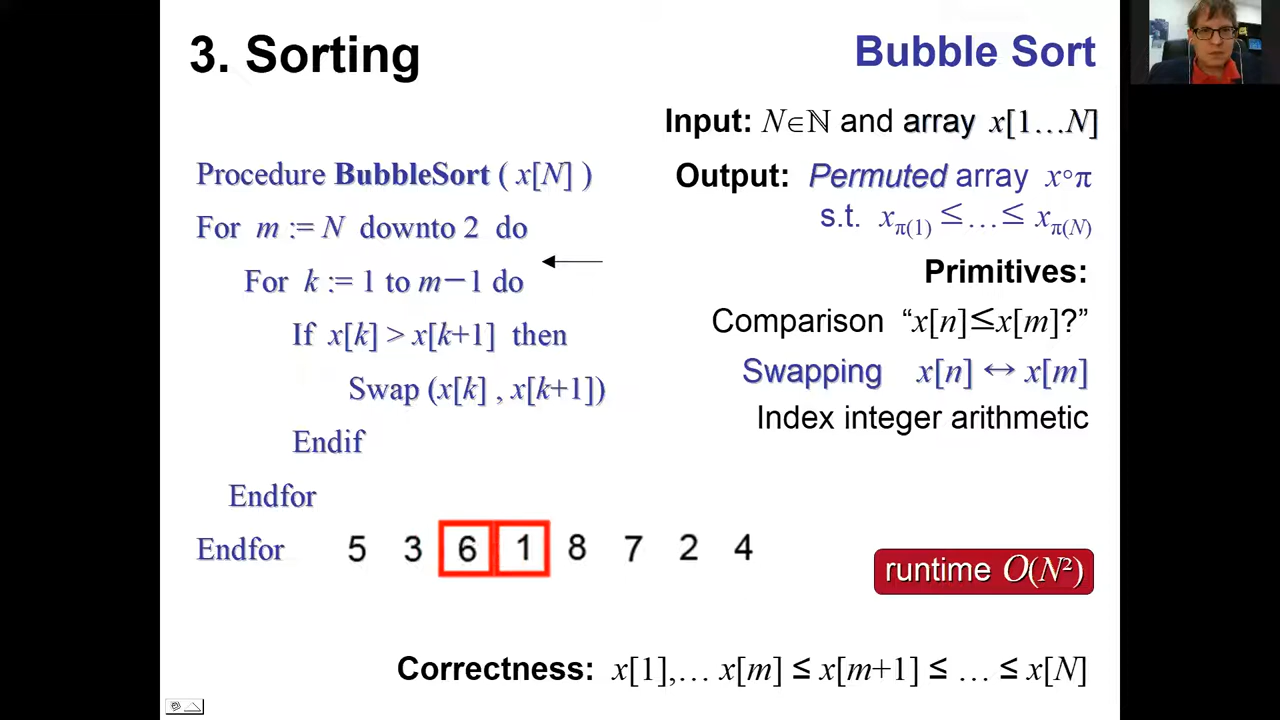 3. Sorting
Bubble Sort
Input: N∈ℕ and array x[1…N]
Procedure BubbleSort ( x[N] )
Output: Permuted array x∘π
For m := N downto 2 do
s.t. xπ(1) ≤…≤ xπ(N)
For k := 1 to m−1 do
Primitives:
If x[k] > x[k+1] then
Comparison “x[n]≤x[m]?”
Swap (x[k] , x[k+1])
Swapping x[n] ↔ x[m]
Index integer arithmetic
Endif
Endfor
Endfor
5 3 6 1 8 7 2 4
runtime O(N²)
Correctness: x[1],… x[m] ≤ x[m+1] ≤ … ≤ x[N]